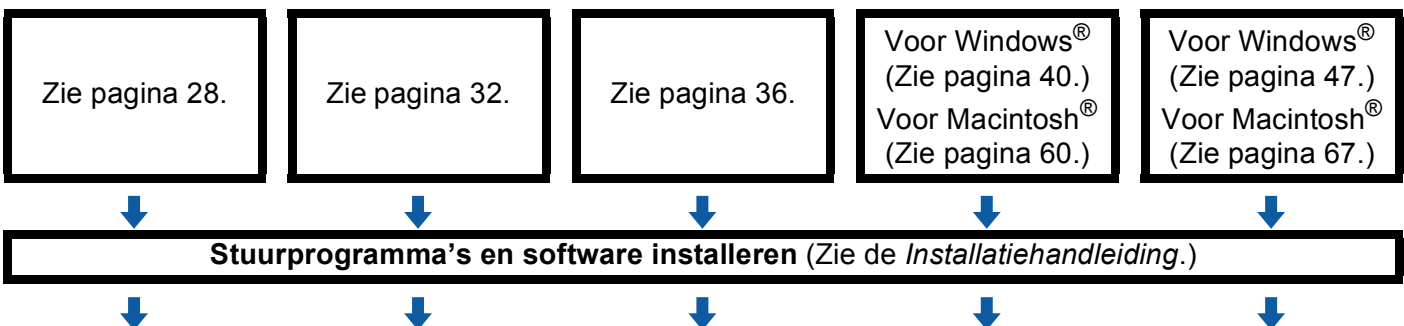 Zie pagina 28.
Zie pagina 32.
Zie pagina 36.
Voor Windows®
(Zie pagina 40.)
Voor Macintosh®
(Zie pagina 60.)
Voor Windows®
(Zie pagina 47.)
Voor Macintosh®
(Zie pagina 67.)
Stuurprogramma’s en software installeren (Zie de Installatiehandleiding.)